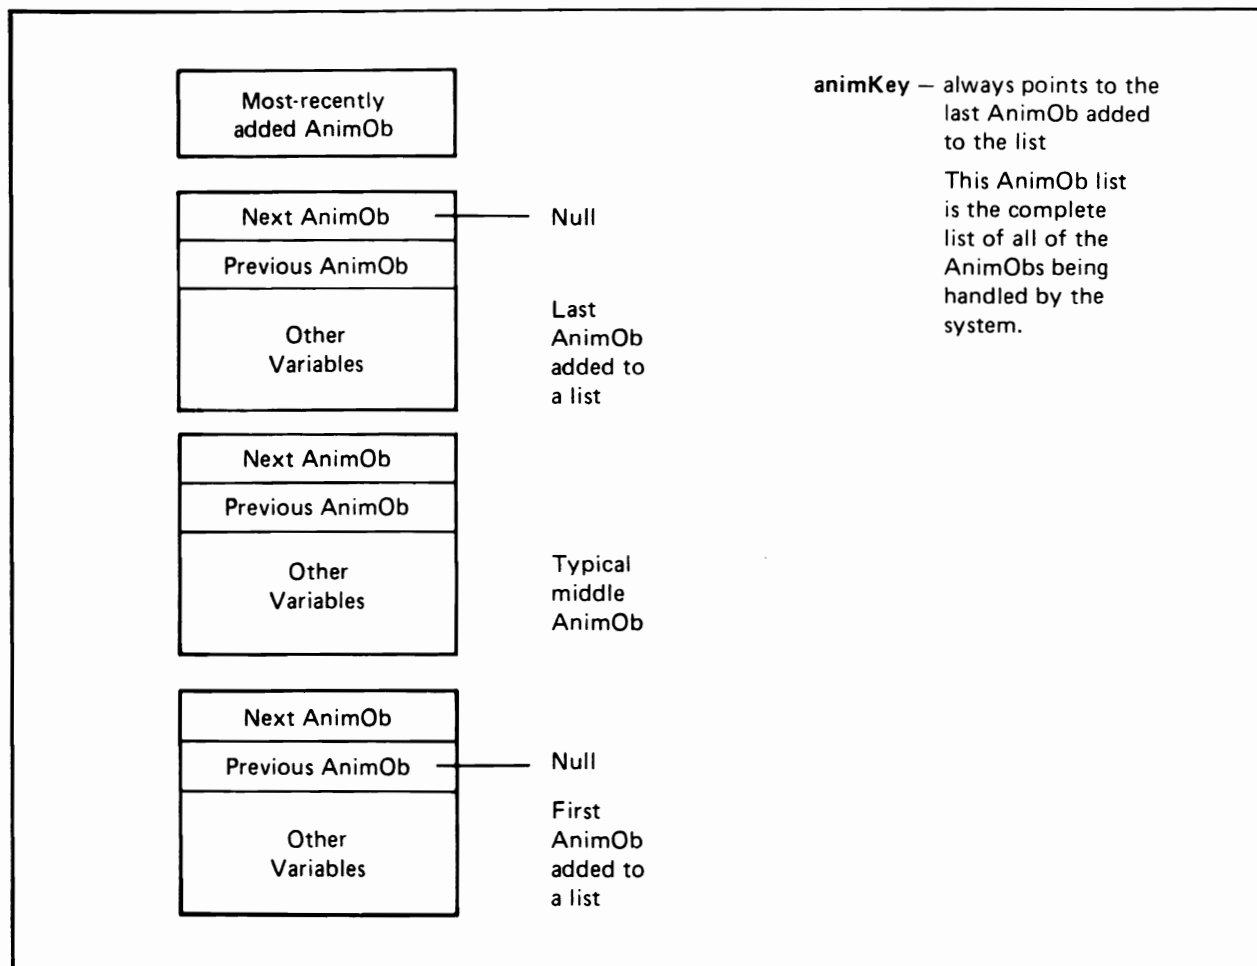 Most-recently
added AnimOb
animKey — always points to the
last AnimOb added
to the list
This AnimOb list
is the complete
list of all of the
AnimObs being
handled by the
system.
Next AnimOb
Null
Previous AnimOb
Other
Variables
Last
AnimOb
added to
a list
Next AnimOb
Previous AnimOb
Other
Variables
Typical
middle
AnimOb
Next AnimOb
Previous AnimOb
Null
Other
Variables
First
AnimOb
added to
a list